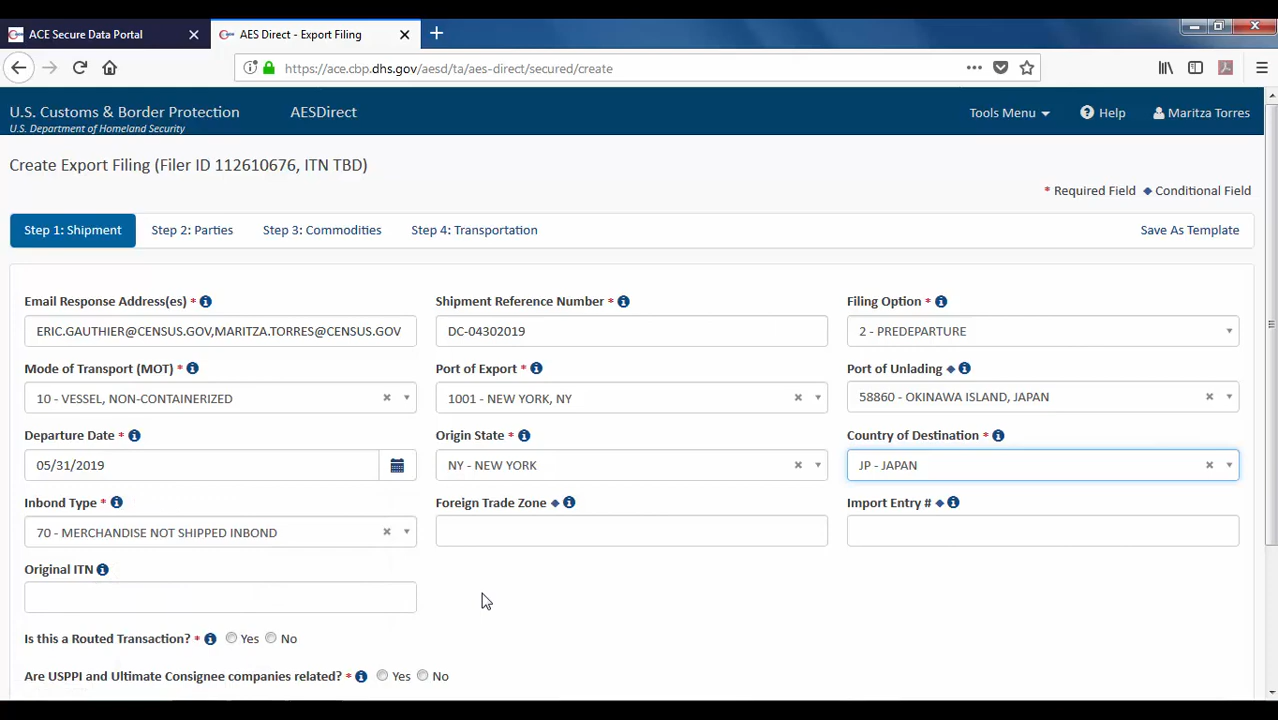 ACE Secure Data Portal
AES Direct - Export Filing
https://ace.cbp.dhs.gov/aesd/ta/aes-direct/secured/create
U.S. Customs & Border Protection
U.S. Department of Homeland Security
AESDirect
Tools Menu
Help
Maritza Torres
Create Export Filing (Filer ID 112610676, ITN TBD)
* Required Field ◆ Conditional Field
Step 1: Shipment
Step 2: Parties
Step 3: Commodities
Step 4: Transportation
Save As Template
Email Response Address(es) *
Shipment Reference Number *
Filing Option *
ERIC.GAUTHIER@CENSUS.GOV,MARITZA.TORRES@CENSUS.GOV
DC-04302019
2 - PREDEPARTURE
Mode of Transport (MOT) *
Port of Export *
Port of Unlading ◆
10 - VESSEL, NON-CONTAINERIZED
1001 - NEW YORK, NY
58860 - OKINAWA ISLAND, JAPAN
Departure Date *
Origin State *
Country of Destination *
05/31/2019
NY - NEW YORK
JP - JAPAN
Inbond Type *
Foreign Trade Zone ◆
Import Entry # ◆
70 - MERCHANDISE NOT SHIPPED INBOND
Original ITN
Is this a Routed Transaction? * Yes No
Are USPPI and Ultimate Consignee companies related? * Yes No